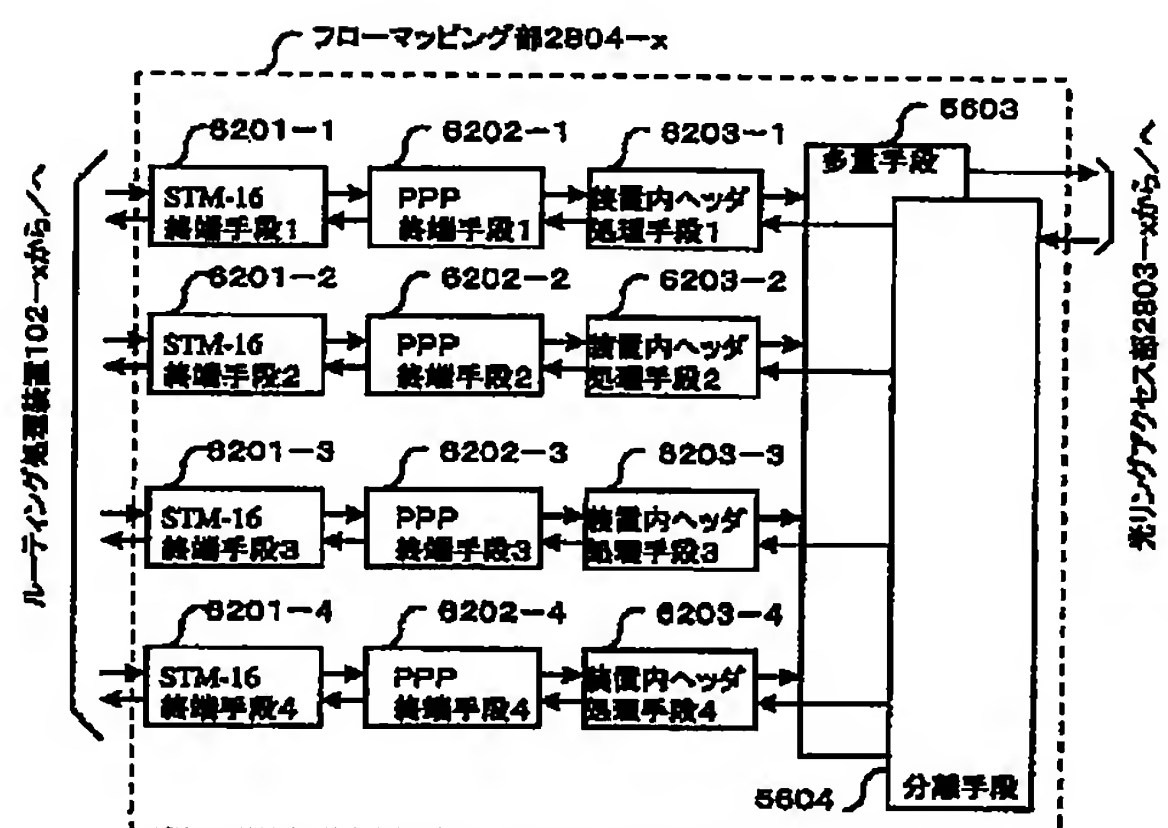 フローマッピング部2804-x
5603
6201-1
6202-1
6203-1
多重手段
STM-16
終端手段1
PPP
終端手段1
装置内ヘッダ
処理手段1
6201-2
6202-2
6203-2
STM-16
終端手段2
PPP
終端手段2
装置内ヘッダ
処理手段2
6201-3
6202-3
6203-3
STM-16
終端手段3
PPP
終端手段3
装置内ヘッダ
処理手段3
6201-4
6202-4
6203-4
STM-16
終端手段4
PPP
終端手段4
装置内ヘッダ
処理手段4
5604
分離手段
ルーティング処理装置102-xから/へ
光リングアクセス部2803-xから/へ